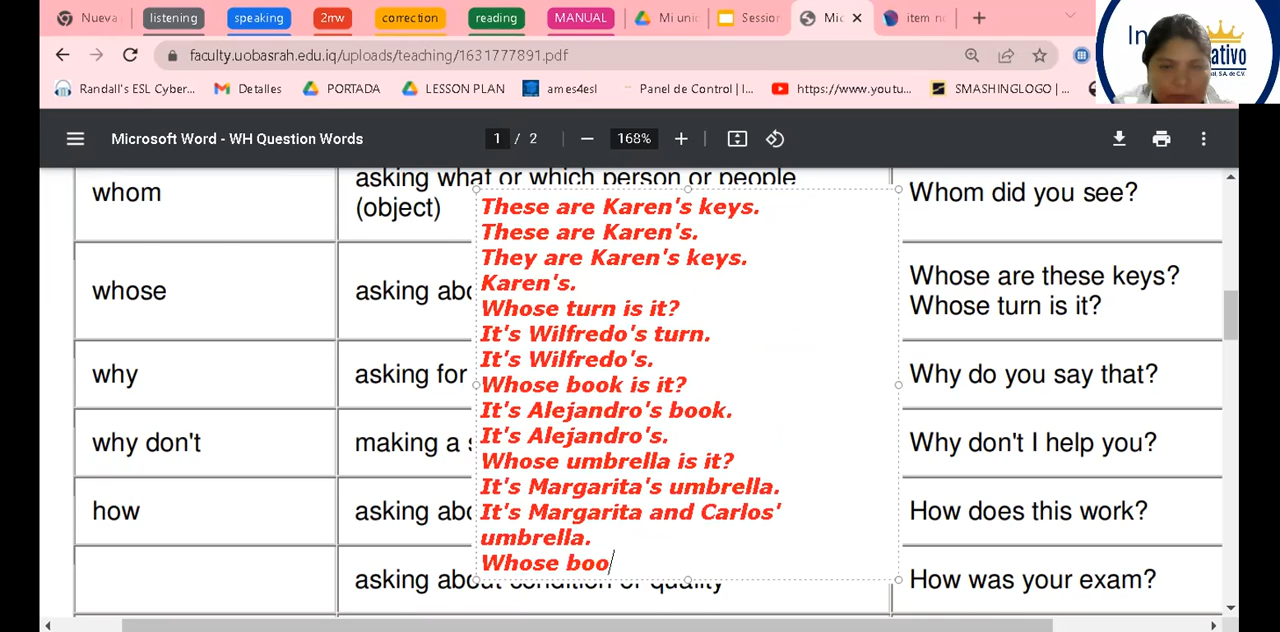 Nueva
listening
speaking
2mw
correction
reading
MANUAL
Mi uni
Session
Mic
item n
faculty.uobasrah.edu.iq/uploads/teaching/1631777891.pdf
Randall's ESL Cyber...
Detalles
PORTADA
LESSON PLAN
ames4esl
Panel de Control | I...
https://www.youtu...
SMASHINGLOGO | ...
Microsoft Word - WH Question Words
1 / 2
168%
whom
asking what or which person or people
(object)
Whom did you see?
whose
asking abo
Whose are these keys?
Whose turn is it?
why
asking for
Why do you say that?
why don't
making a s
Why don't I help you?
how
asking abo
How does this work?
asking about condition or quality
How was your exam?
These are Karen's keys.
These are Karen's.
They are Karen's keys.
Karen's.
Whose turn is it?
It's Wilfredo's turn.
It's Wilfredo's.
Whose book is it?
It's Alejandro's book.
It's Alejandro's.
Whose umbrella is it?
It's Margarita's umbrella.
It's Margarita and Carlos'
umbrella.
Whose boo